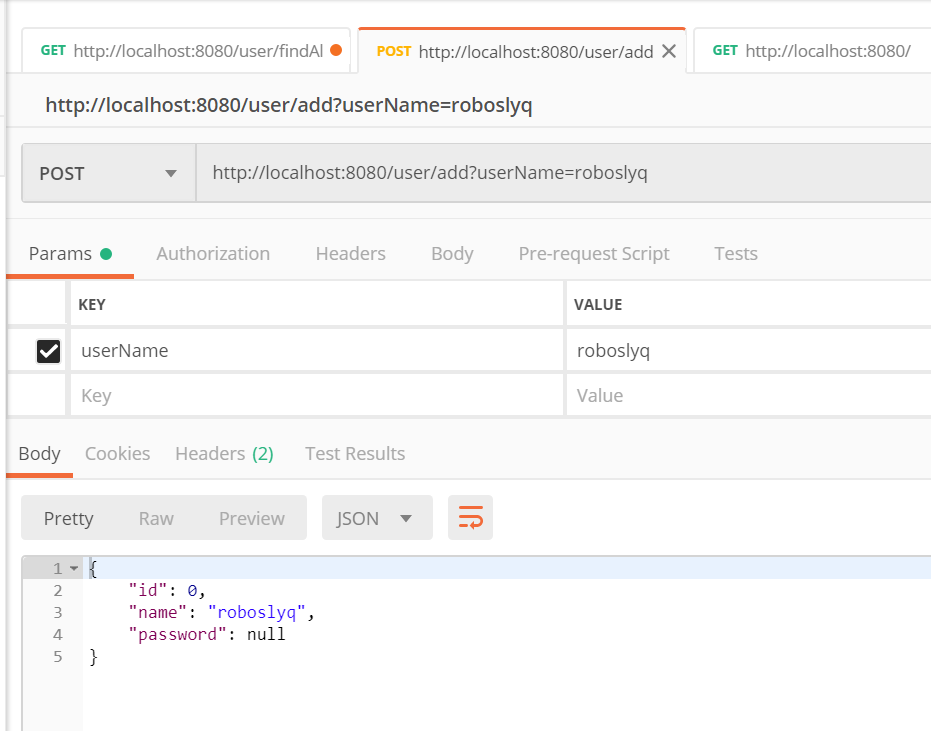 GET http://localhost:8080/user/findAl
POST http://localhost:8080/user/add
GET http://localhost:8080/
http://localhost:8080/user/add?userName=roboslyq
POST http://localhost:8080/user/add?userName=roboslyq
Params Authorization Headers Body Pre-request Script Tests
KEY VALUE
userName roboslyq
Key Value
Body Cookies Headers (2) Test Results
Pretty Raw Preview JSON
1 {
2 "id": 0,
3 "name": "roboslyq",
4 "password": null
5 }